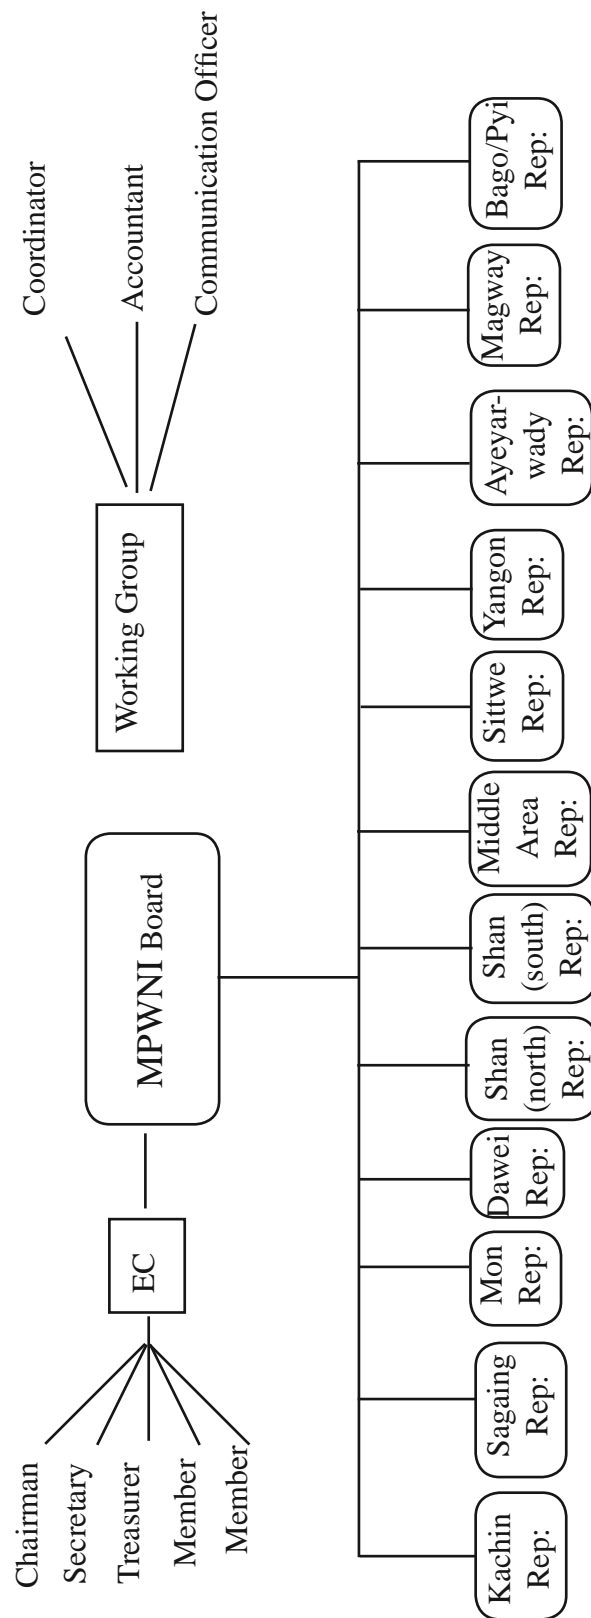 Chairman
Secretary
Treasurer
Member
Member
EC
MPWNI Board
Working Group
Coordinator
Accountant
Communication Officer
Kachin
Rep:
Sagaing
Rep:
Mon
Rep:
Dawei
Rep:
Shan
(north)
Rep:
Shan
(south)
Rep:
Middle
Area
Rep:
Sittwe
Rep:
Yangon
Rep:
Ayeyar-
wady
Rep:
Magway
Rep:
Bago/Pyi
Rep: